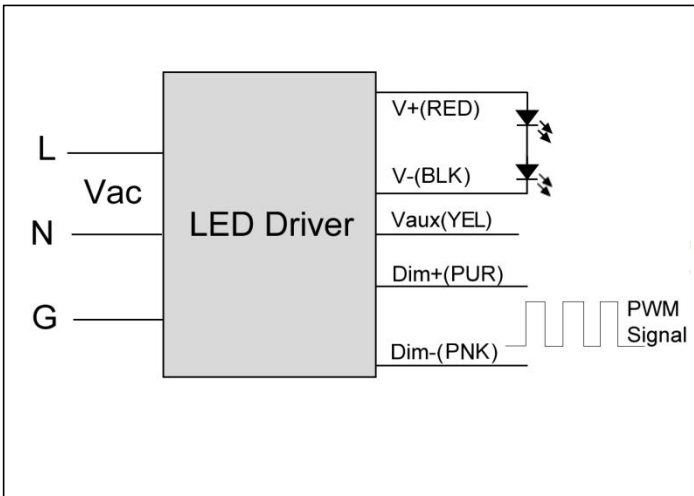 L
Vac
N
G
LED Driver
V+(RED)
V-(BLK)
Vaux(YEL)
Dim+(PUR)
Dim-(PNK)
PWM
Signal